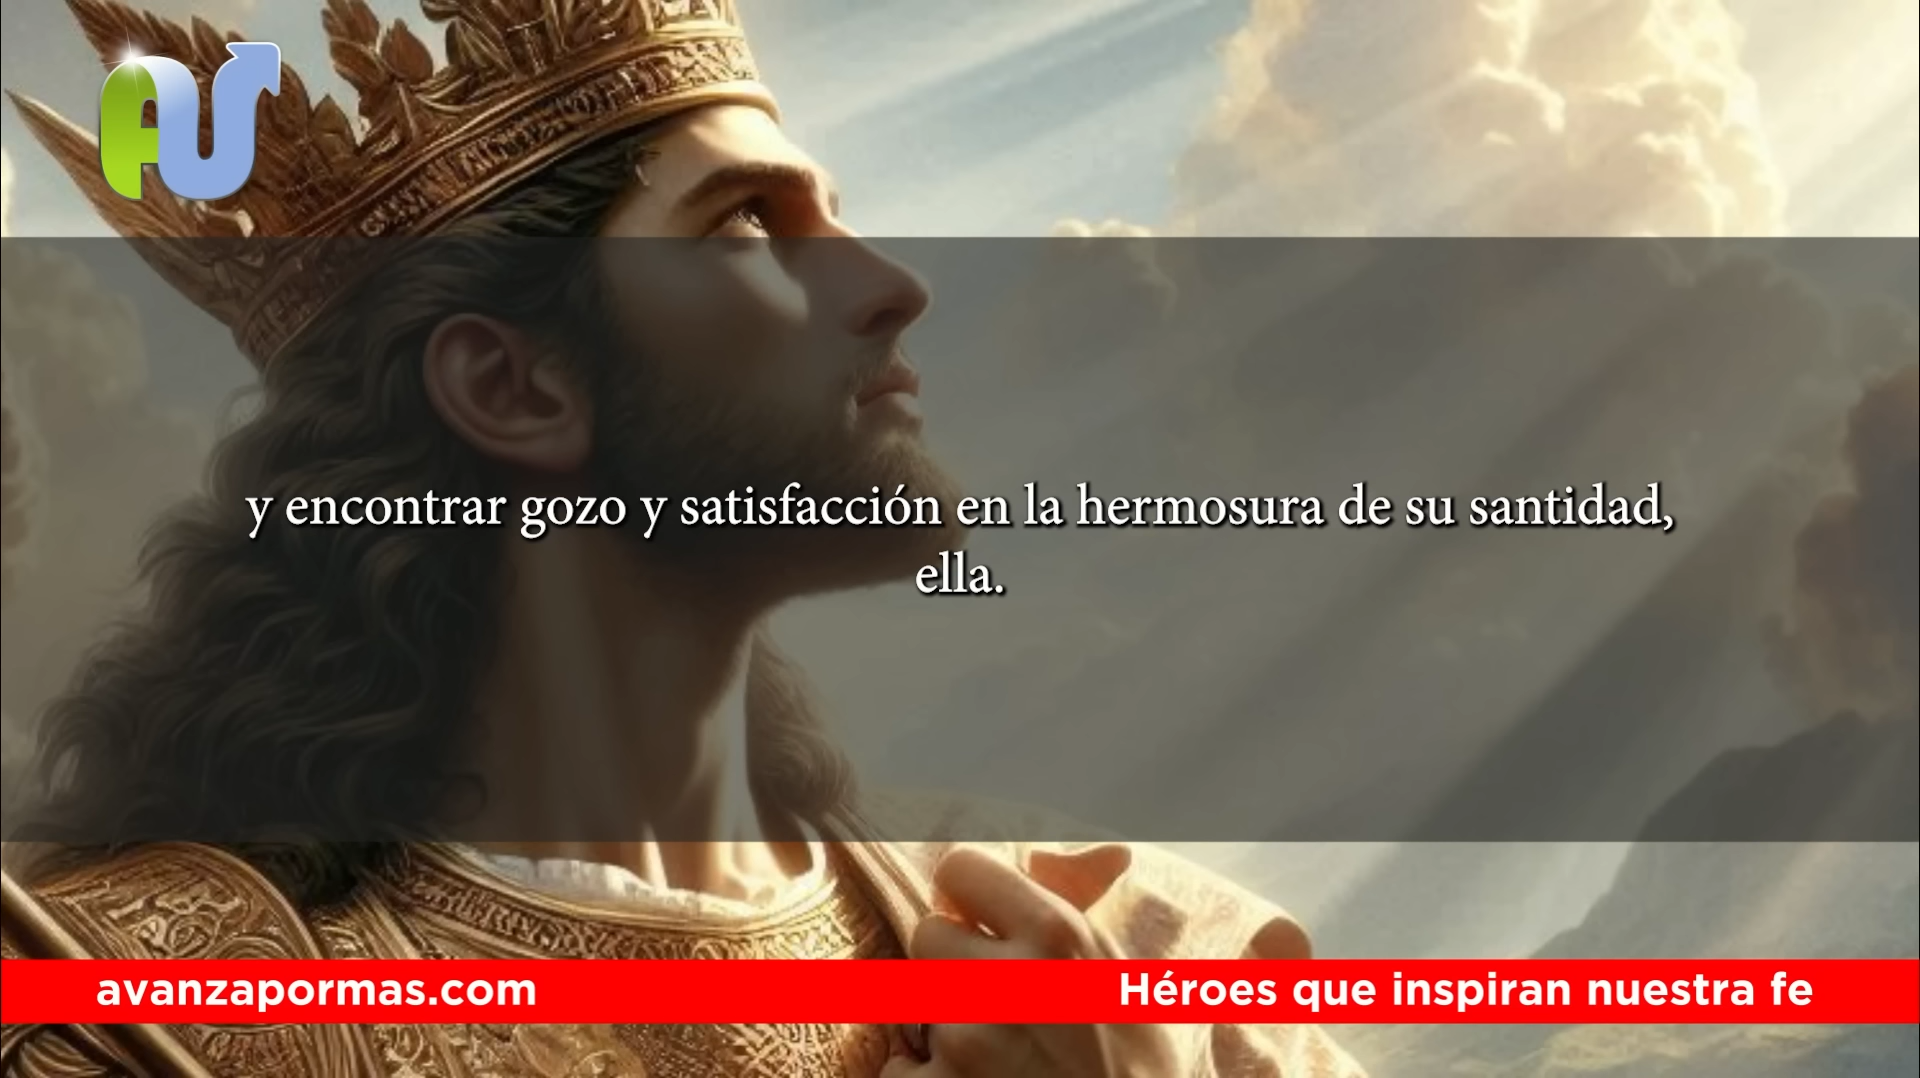 y encontrar gozo y satisfacción en la hermosura de su santidad,
ella.
avanzapormas.com
Héroes que inspiran nuestra fe